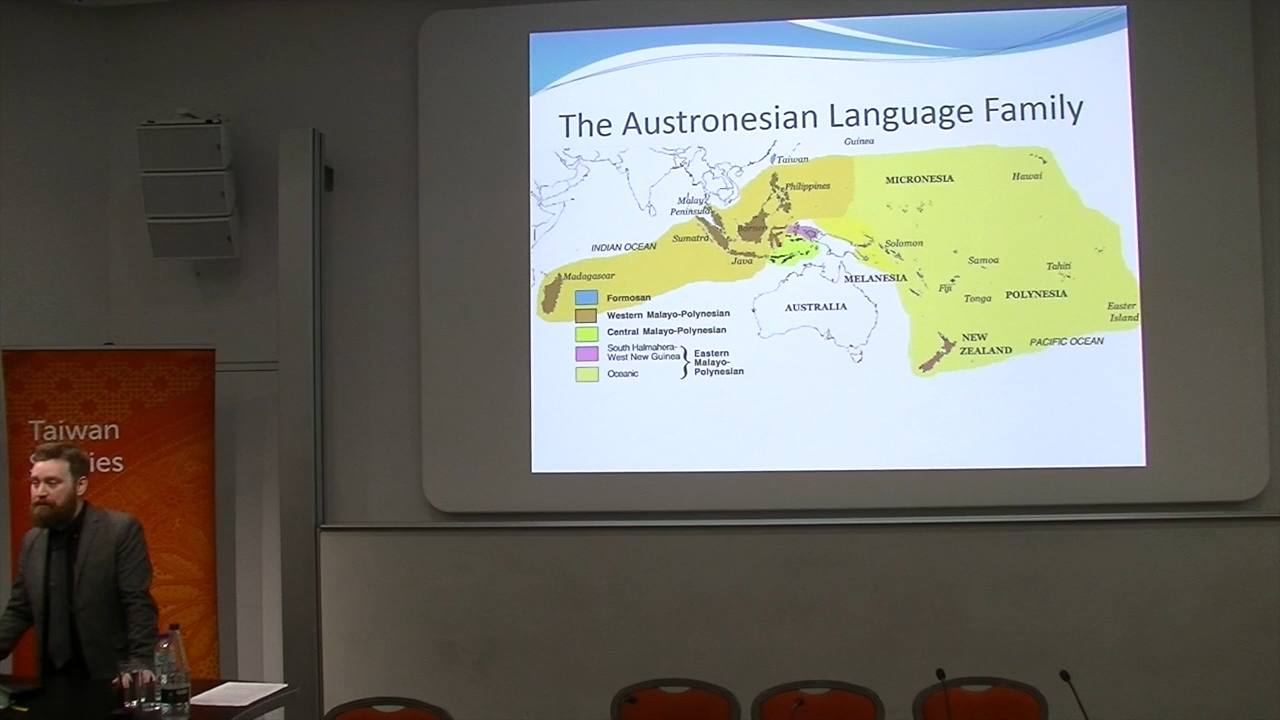 The Austronesian Language Family
Guinea
Taiwan
MICRONESIA
Hawai
Philippines
Malay
Peninsula
Borneo
Sumatra
Solomon
INDIAN OCEAN
Java
Samoa
Tahiti
Madagascar
MELANESIA
Fiji
Tonga
POLYNESIA
Easter
Island
AUSTRALIA
NEW
ZEALAND
PACIFIC OCEAN
Formosan
Western Malayo-Polynesian
Central Malayo-Polynesian
South Halmahera-
West New Guinea
Oceanic
Eastern
Malayo-
Polynesian
Taiwan
S ies